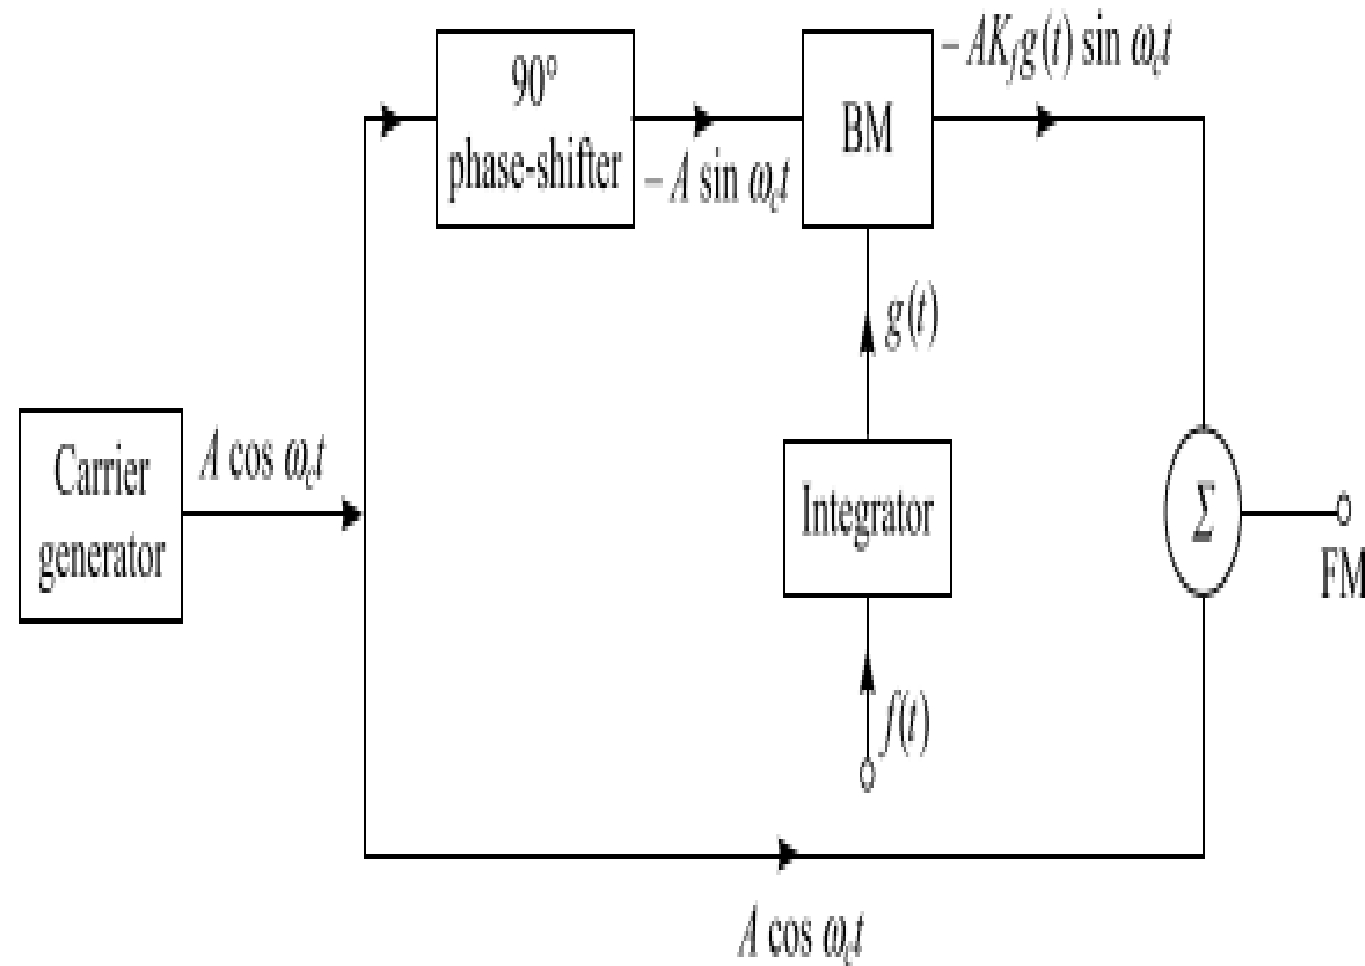 90°
phase-shifter
BM
− AK_f g(t) sin ω_c t
− A sin ω_c t
g(t)
Carrier
generator
A cos ω_c t
Integrator
Σ
FM
f(t)
A cos ω_c t